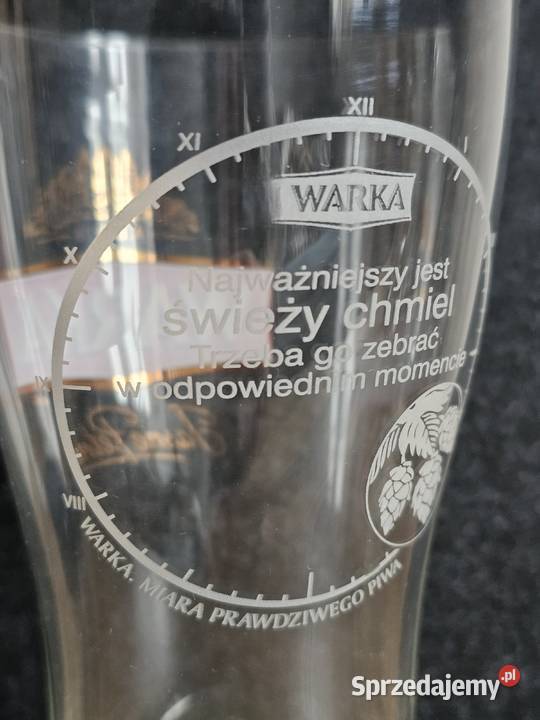 XII
XI
I
X
IX
VIII
WARKA
Najważniejszy jest
świeży chmiel
Trzeba go zebrać
w odpowiednim momencie
WARKA. MIARA PRAWDZIWEGO PIWA
Sprzedajemy.pl